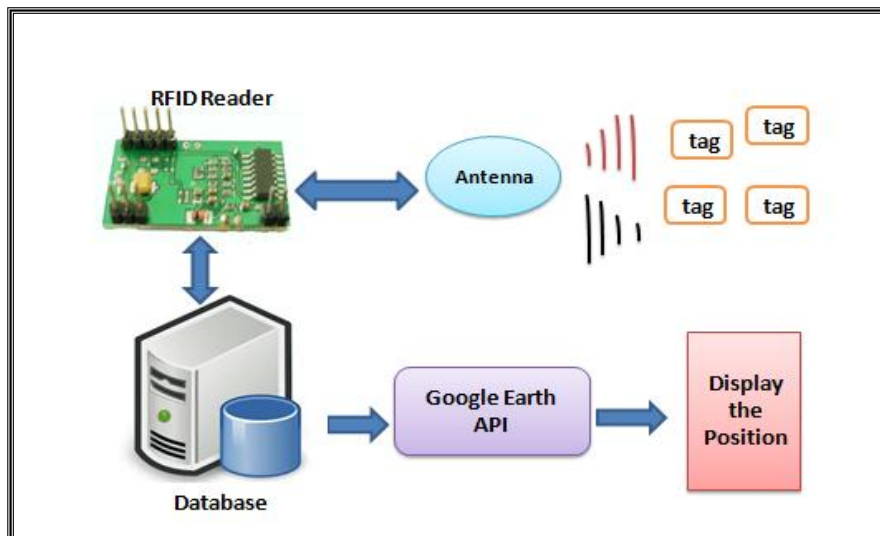 RFID Reader
Antenna
tag
tag
tag
tag
Database
Google Earth
API
Display
the
Position